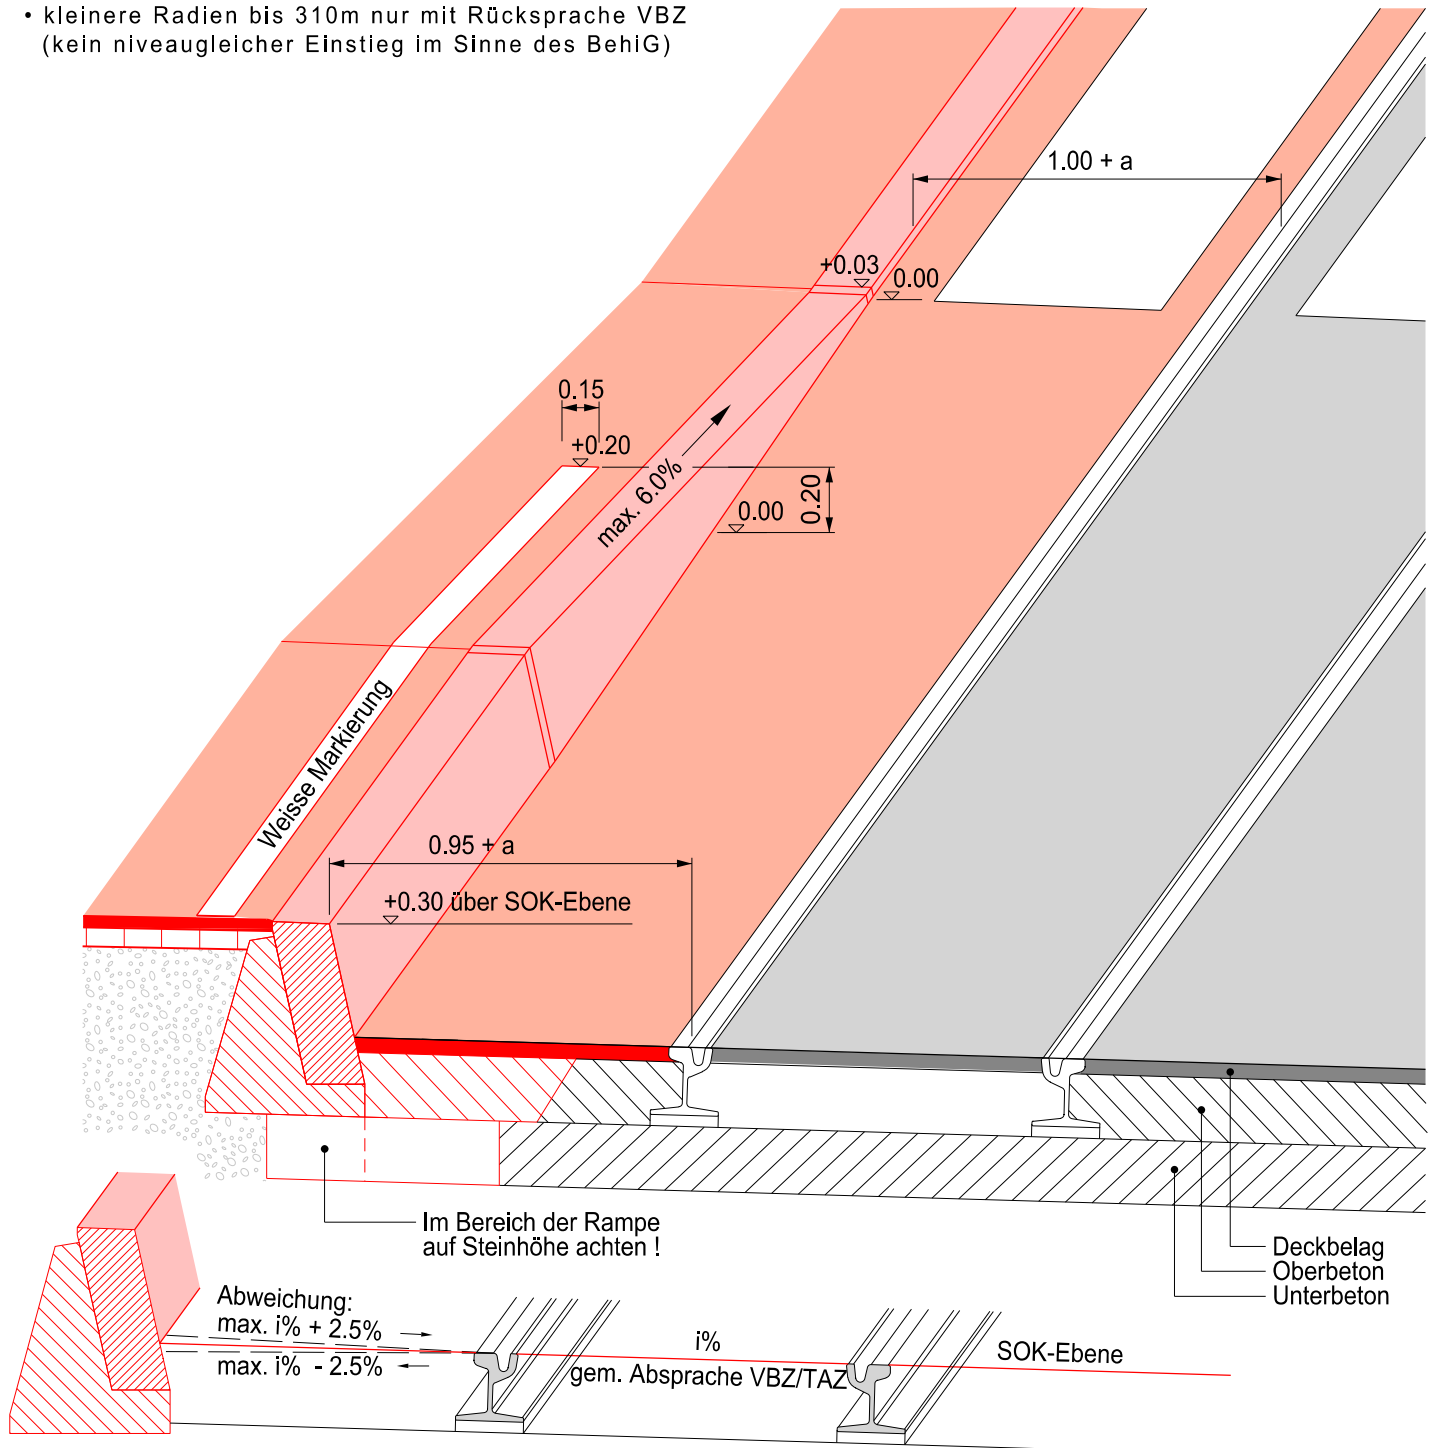 • kleinere Radien bis 310m nur mit Rücksprache VBZ
(kein niveaugleicher Einstieg im Sinne des BehiG)
1.00 + a
+0.03
0.00
0.15
+0.20
max. 6.0%
0.20
0.00
Weisse Markierung
0.95 + a
+0.30 über SOK-Ebene
Im Bereich der Rampe
auf Steinhöhe achten !
Deckbelag
Oberbeton
Unterbeton
Abweichung:
max. i% + 2.5%
max. i% - 2.5%
i%
gem. Absprache VBZ/TAZ
SOK-Ebene